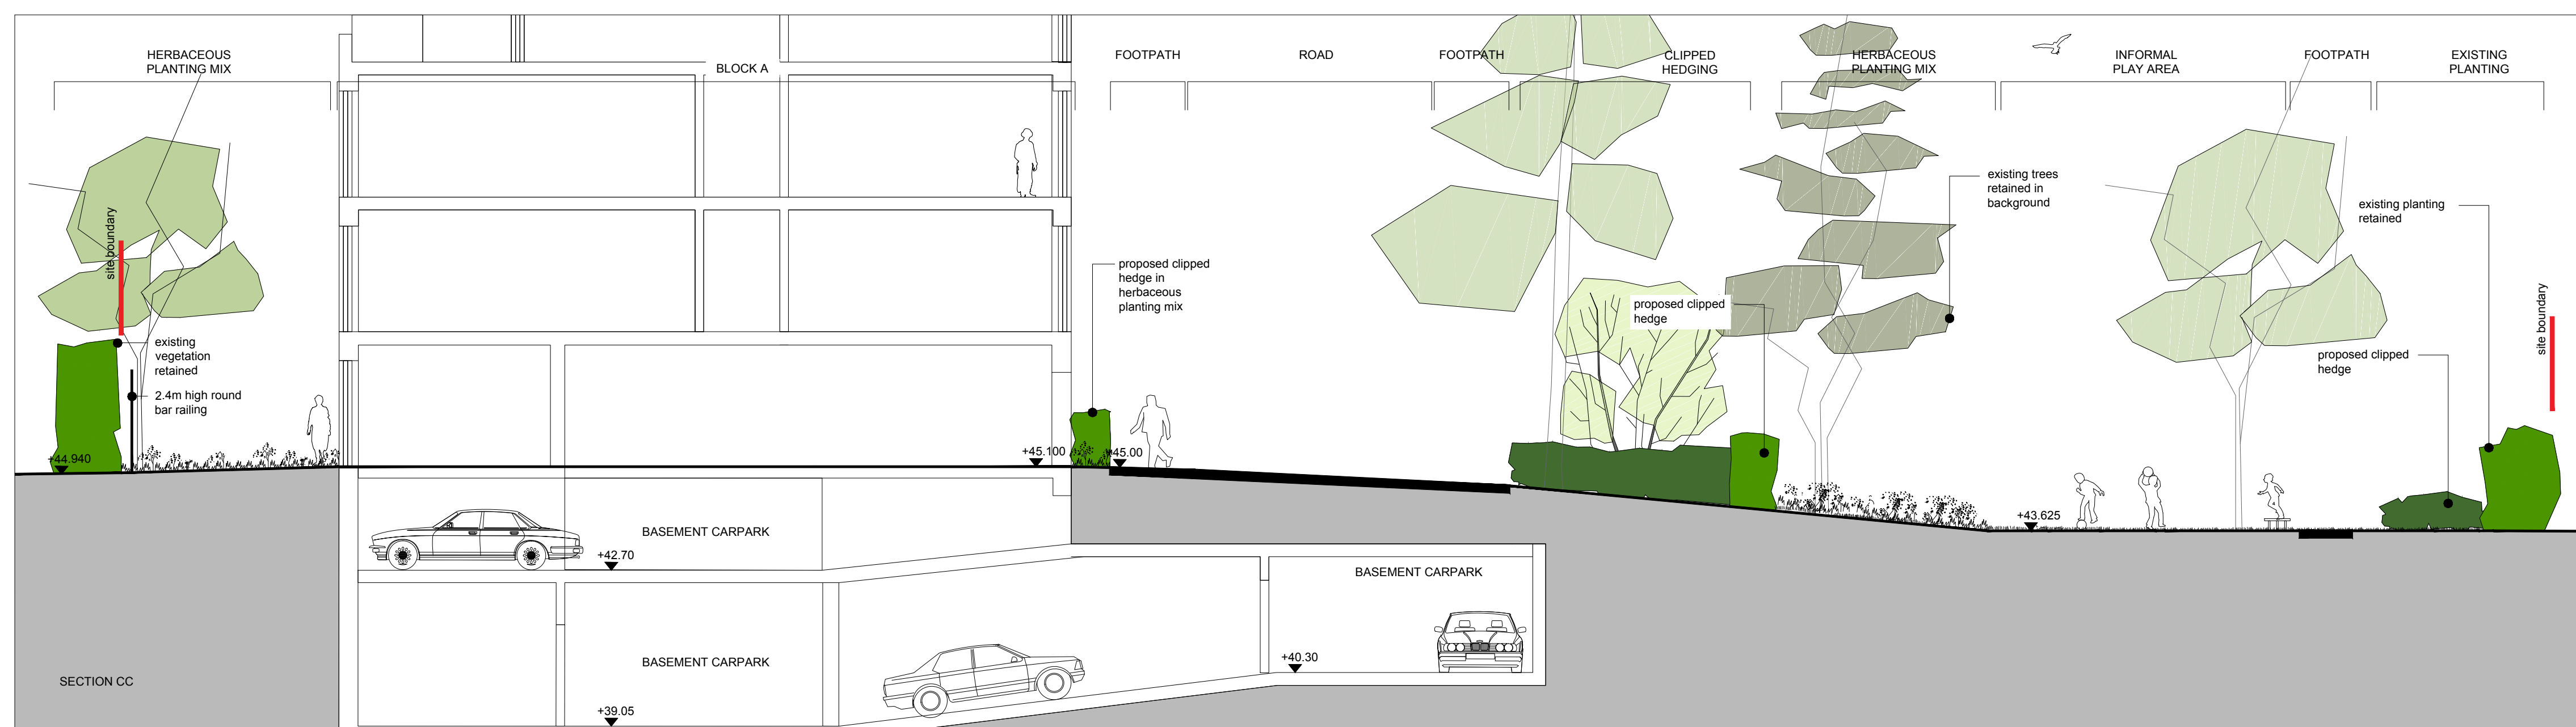 HERBACEOUS
PLANTING MIX
BLOCK A
FOOTPATH
ROAD
FOOTPATH
CLIPPED
HEDGING
HERBACEOUS
PLANTING MIX
INFORMAL
PLAY AREA
FOOTPATH
EXISTING
PLANTING
site boundary
existing
vegetation
retained
2.4m high round
bar railing
+44.940
proposed clipped
hedge in
herbaceous
planting mix
+45.100
+45.00
proposed clipped
hedge
existing trees
retained in
background
existing planting
retained
proposed clipped
hedge
site boundary
+43.625
BASEMENT CARPARK
+42.70
BASEMENT CARPARK
+40.30
BASEMENT CARPARK
+39.05
SECTION CC